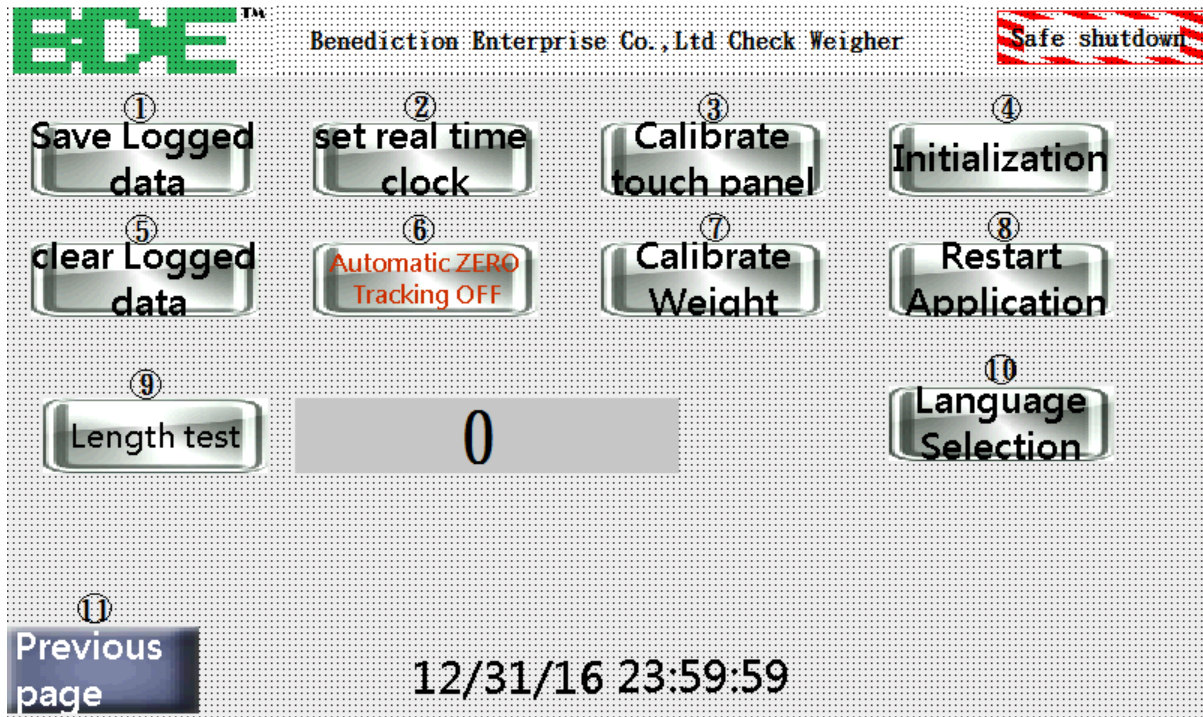 BDE™
Benediction Enterprise Co.,Ltd Check Weigher
Safe shutdown
①
Save Logged
data
②
set real time
clock
③
Calibrate
touch panel
④
Initialization
⑤
clear Logged
data
⑥
Automatic ZERO
Tracking OFF
⑦
Calibrate
Weight
⑧
Restart
Application
⑨
Length test
0
⑩
Language
Selection
⑪
Previous
page
12/31/16 23:59:59